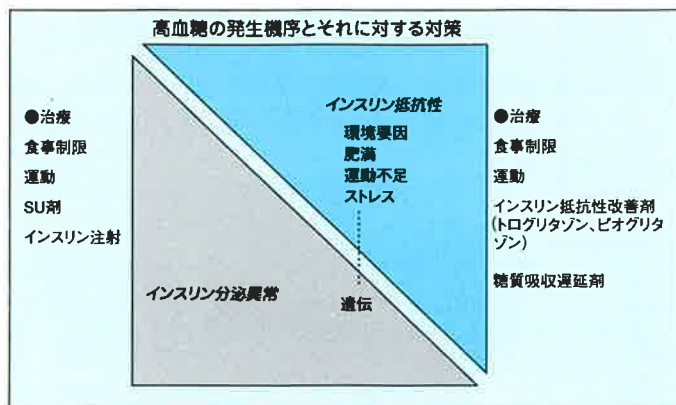 高血糖の発生機序とそれに対する対策
●治療
食事制限
運動
SU剤
インスリン注射
インスリン抵抗性
環境要因
肥満
運動不足
ストレス
インスリン分泌異常
遺伝
●治療
食事制限
運動
インスリン抵抗性改善剤
(トログリタゾン、ピオグリタ
ゾン)
糖質吸収遅延剤